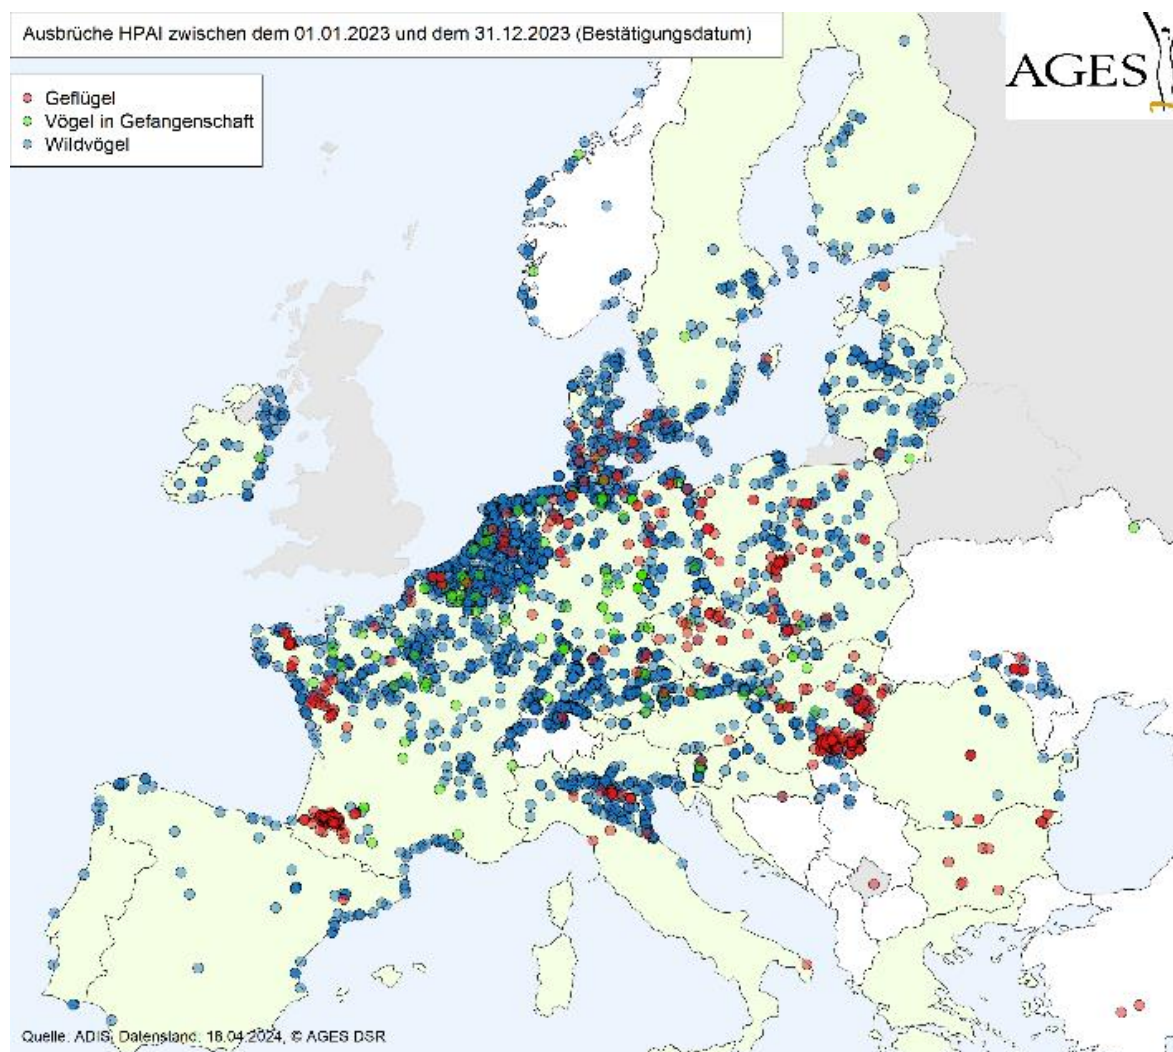 Ausbrüche HPAI zwischen dem 01.01.2023 und dem 31.12.2023 (Bestätigungsdatum)
AGES
Geflügel
Vögel in Gefangenschaft
Wildvögel
Quelle: ADIS, Datenstand: 18.04.2024, © AGES DSR